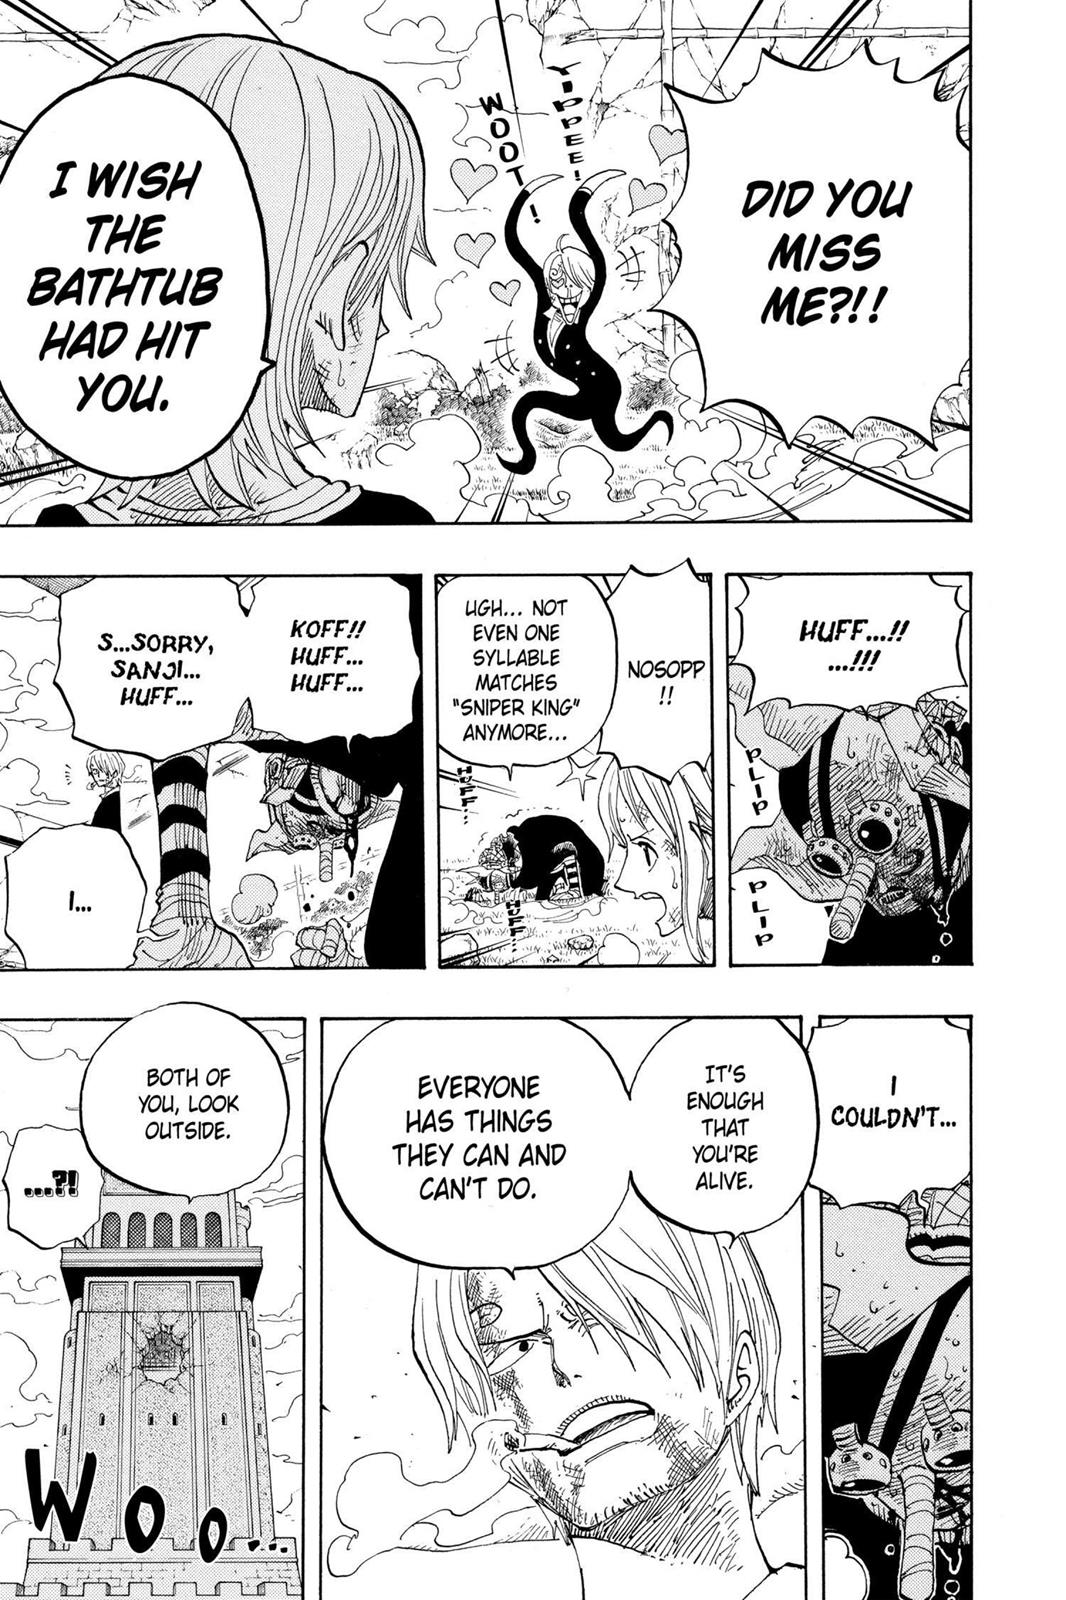 DID YOU
MISS
ME?!!
YIPPEE!
WOOT!
I WISH
THE
BATHTUB
HAD HIT
YOU.
HUFF...!!
...!!!
PLIP
PLIP
NOSOPP
!!
UGH... NOT
EVEN ONE
SYLLABLE
MATCHES
"SNIPER KING"
ANYMORE...
HUFF...
HUFF...
KOFF!!
HUFF...
HUFF...
S...SORRY,
SANJI...
HUFF...
I...
I
COULDN'T...
IT'S
ENOUGH
THAT
YOU'RE
ALIVE.
EVERYONE
HAS THINGS
THEY CAN AND
CAN'T DO.
BOTH OF
YOU, LOOK
OUTSIDE.
....?!
WOO...